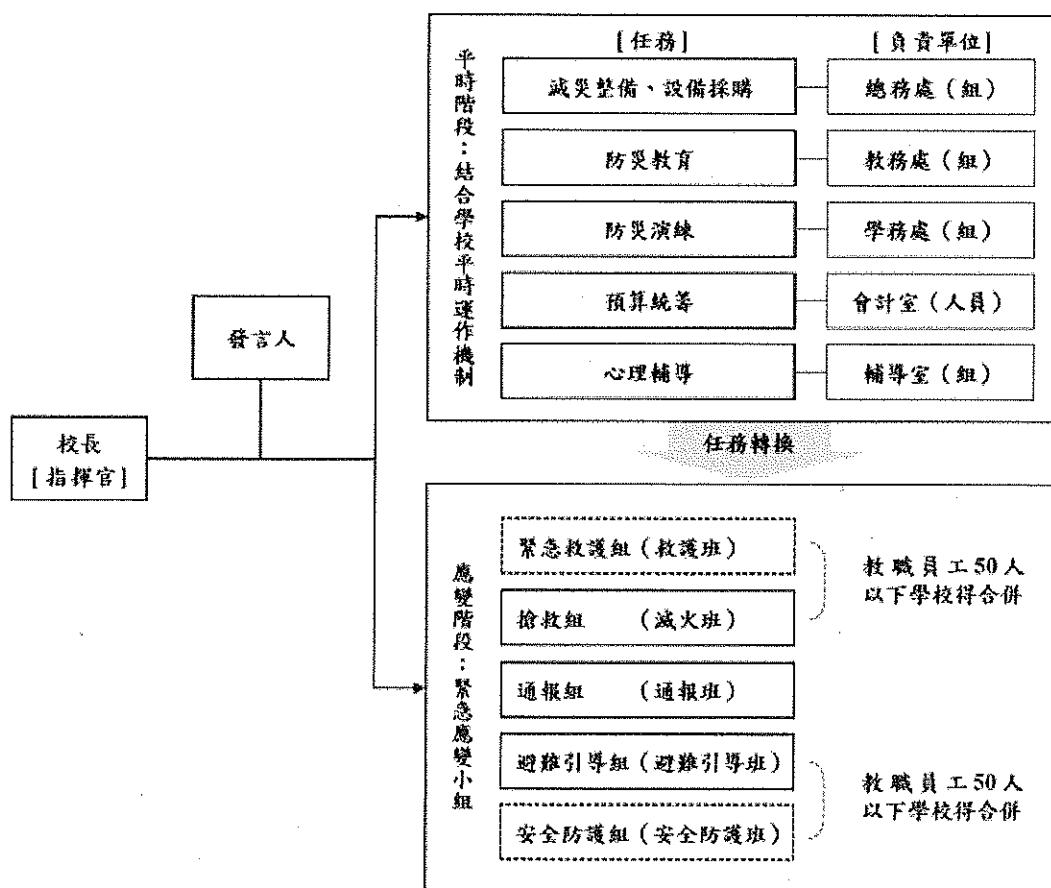 [任務]
[負責單位]
平時階段：結合學校平時運作機制
減災整備、設備採購
總務處（組）
防災教育
教務處（組）
防災演練
學務處（組）
預算統籌
會計室（人員）
心理輔導
輔導室（組）
發言人
校長
[指揮官]
任務轉換
應變階段：緊急應變小組
緊急救護組（救護班）
搶救組　　（滅火班）
通報組　　（通報班）
避難引導組（避難引導班）
安全防護組（安全防護班）
教職員工50人
以下學校得合併
教職員工50人
以下學校得合併